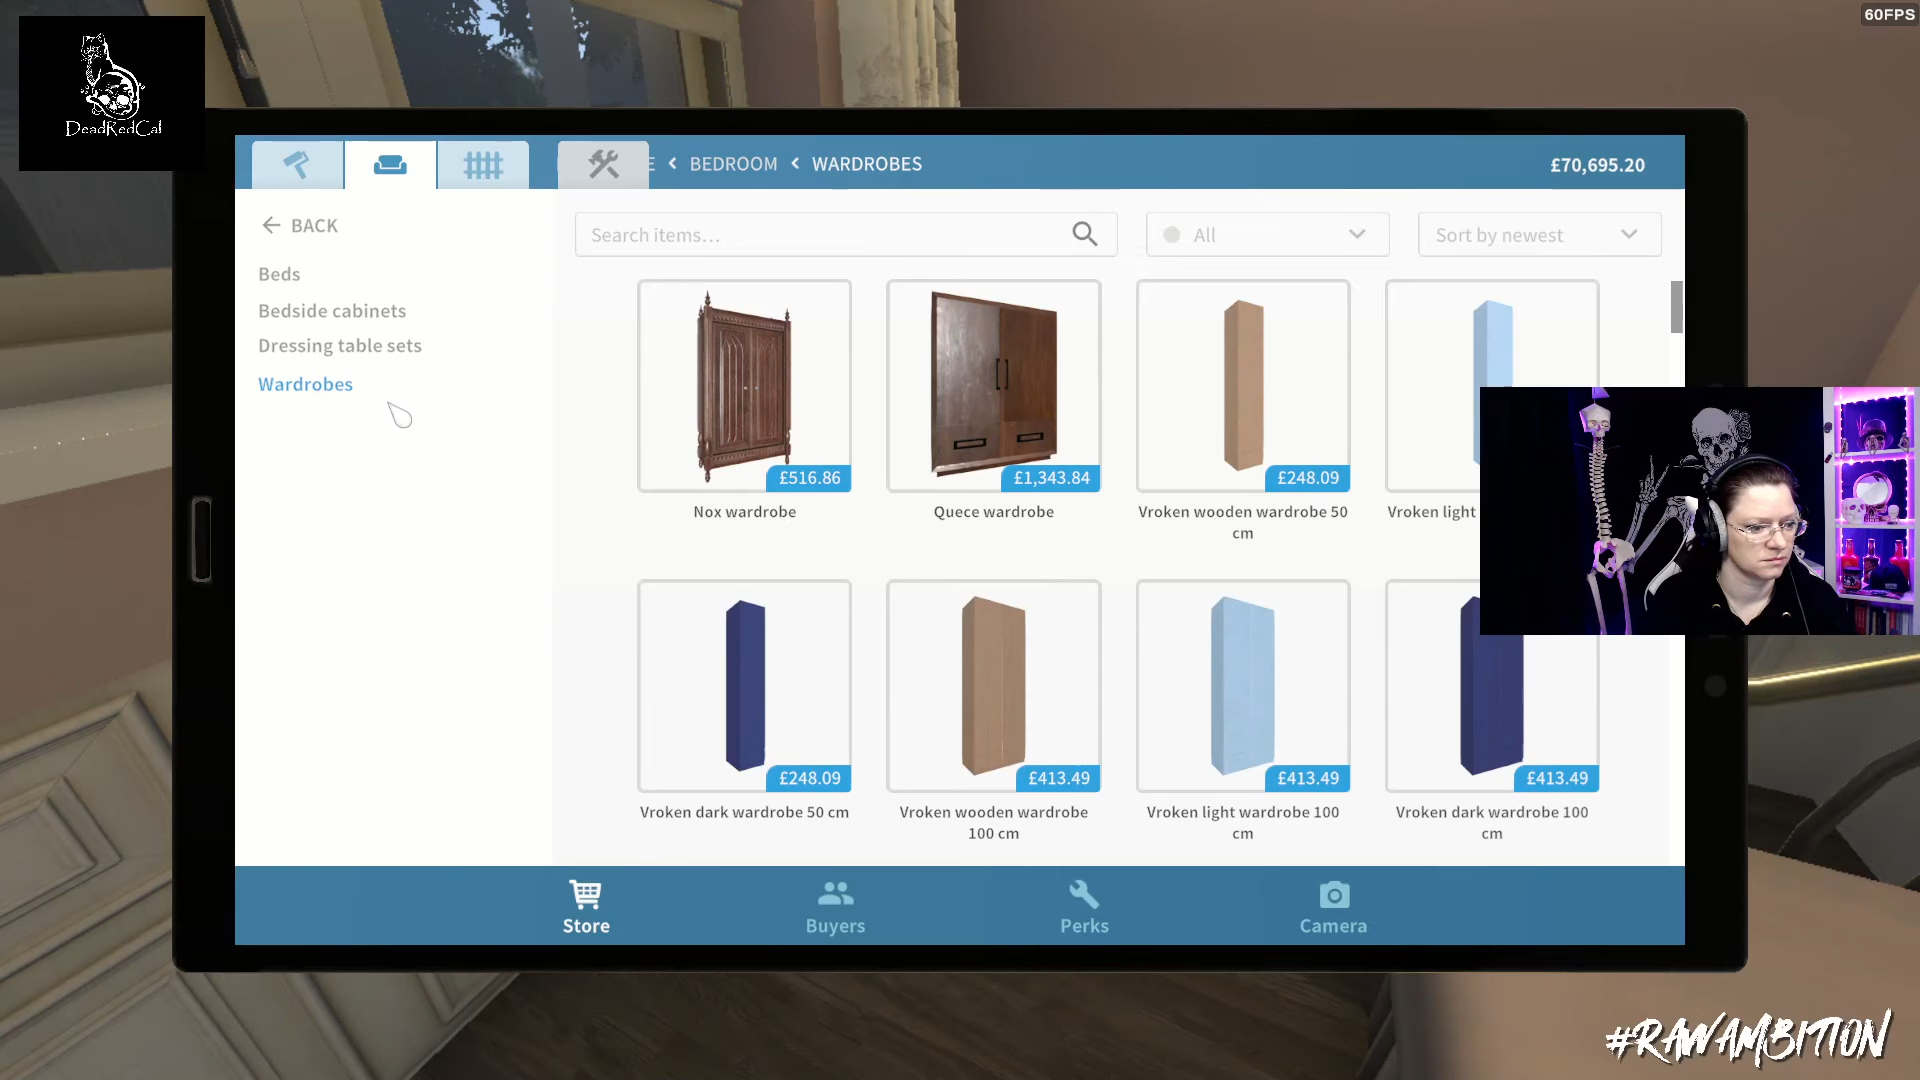 60FPS
DeadRedCal
E < BEDROOM < WARDROBES
£70,695.20
BACK
Search items...
All
Sort by newest
Beds
Bedside cabinets
Dressing table sets
Wardrobes
£516.86
£1,343.84
£248.09
Nox wardrobe
Quece wardrobe
Vroken wooden wardrobe 50
cm
Vroken light
£248.09
£413.49
£413.49
£413.49
Vroken dark wardrobe 50 cm
Vroken wooden wardrobe
100 cm
Vroken light wardrobe 100
cm
Vroken dark wardrobe 100
cm
Store
Buyers
Perks
Camera
#RAWAMBITION